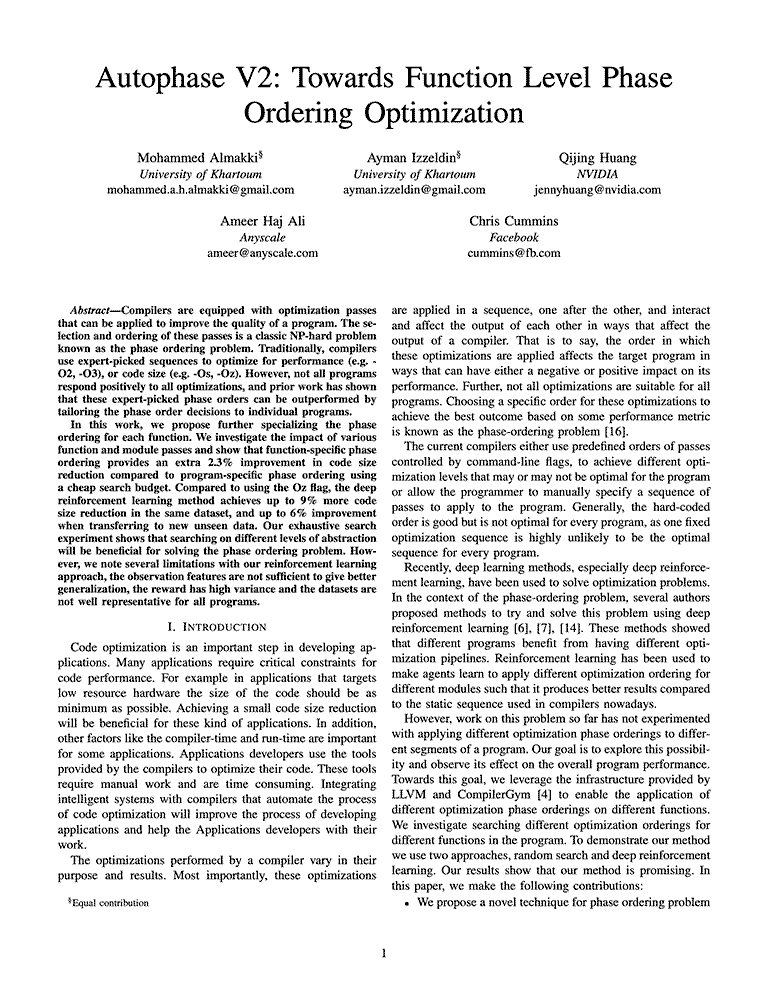 Autophase V2: Towards Function Level Phase
Ordering Optimization
Mohammed Almakki§
University of Khartoum
mohammed.a.h.almakki@gmail.com
Ayman Izzeldin§
University of Khartoum
ayman.izzeldin@gmail.com
Qijing Huang
NVIDIA
jennyhuang@nvidia.com
Ameer Haj Ali
Anyscale
ameer@anyscale.com
Chris Cummins
Facebook
cummins@fb.com
Abstract—Compilers are equipped with optimization passes
that can be applied to improve the quality of a program. The se-
lection and ordering of these passes is a classic NP-hard problem
known as the phase ordering problem. Traditionally, compilers
use expert-picked sequences to optimize for performance (e.g. -
O2, -O3), or code size (e.g. -Os, -Oz). However, not all programs
respond positively to all optimizations, and prior work has shown
that these expert-picked phase orders can be outperformed by
tailoring the phase order decisions to individual programs.
In this work, we propose further specializing the phase
ordering for each function. We investigate the impact of various
function and module passes and show that function-specific phase
ordering provides an extra 2.3% improvement in code size
reduction compared to program-specific phase ordering using
a cheap search budget. Compared to using the Oz flag, the deep
reinforcement learning method achieves up to 9% more code
size reduction in the same dataset, and up to 6% improvement
when transferring to new unseen data. Our exhaustive search
experiment shows that searching on different levels of abstraction
will be beneficial for solving the phase ordering problem. How-
ever, we note several limitations with our reinforcement learning
approach, the observation features are not sufficient to give better
generalization, the reward has high variance and the datasets are
not well representative for all programs.
I. INTRODUCTION
Code optimization is an important step in developing ap-
plications. Many applications require critical constraints for
code performance. For example in applications that targets
low resource hardware the size of the code should be as
minimum as possible. Achieving a small code size reduction
will be beneficial for these kind of applications. In addition,
other factors like the compiler-time and run-time are important
for some applications. Applications developers use the tools
provided by the compilers to optimize their code. These tools
require manual work and are time consuming. Integrating
intelligent systems with compilers that automate the process
of code optimization will improve the process of developing
applications and help the Applications developers with their
work.
The optimizations performed by a compiler vary in their
purpose and results. Most importantly, these optimizations
§Equal contribution
are applied in a sequence, one after the other, and interact
and affect the output of each other in ways that affect the
output of a compiler. That is to say, the order in which
these optimizations are applied affects the target program in
ways that can have either a negative or positive impact on its
performance. Further, not all optimizations are suitable for all
programs. Choosing a specific order for these optimizations to
achieve the best outcome based on some performance metric
is known as the phase-ordering problem [16].
The current compilers either use predefined orders of passes
controlled by command-line flags, to achieve different opti-
mization levels that may or may not be optimal for the program
or allow the programmer to manually specify a sequence of
passes to apply to the program. Generally, the hard-coded
order is good but is not optimal for every program, as one fixed
optimization sequence is highly unlikely to be the optimal
sequence for every program.
Recently, deep learning methods, especially deep reinforce-
ment learning, have been used to solve optimization problems.
In the context of the phase-ordering problem, several authors
proposed methods to try and solve this problem using deep
reinforcement learning [6], [7], [14]. These methods showed
that different programs benefit from having different opti-
mization pipelines. Reinforcement learning has been used to
make agents learn to apply different optimization ordering for
different modules such that it produces better results compared
to the static sequence used in compilers nowadays.
However, work on this problem so far has not experimented
with applying different optimization phase orderings to differ-
ent segments of a program. Our goal is to explore this possibil-
ity and observe its effect on the overall program performance.
Towards this goal, we leverage the infrastructure provided by
LLVM and CompilerGym [4] to enable the application of
different optimization phase orderings on different functions.
We investigate searching different optimization orderings for
different functions in the program. To demonstrate our method
we use two approaches, random search and deep reinforcement
learning. Our results show that our method is promising. In
this paper, we make the following contributions:
• We propose a novel technique for phase ordering problem
1